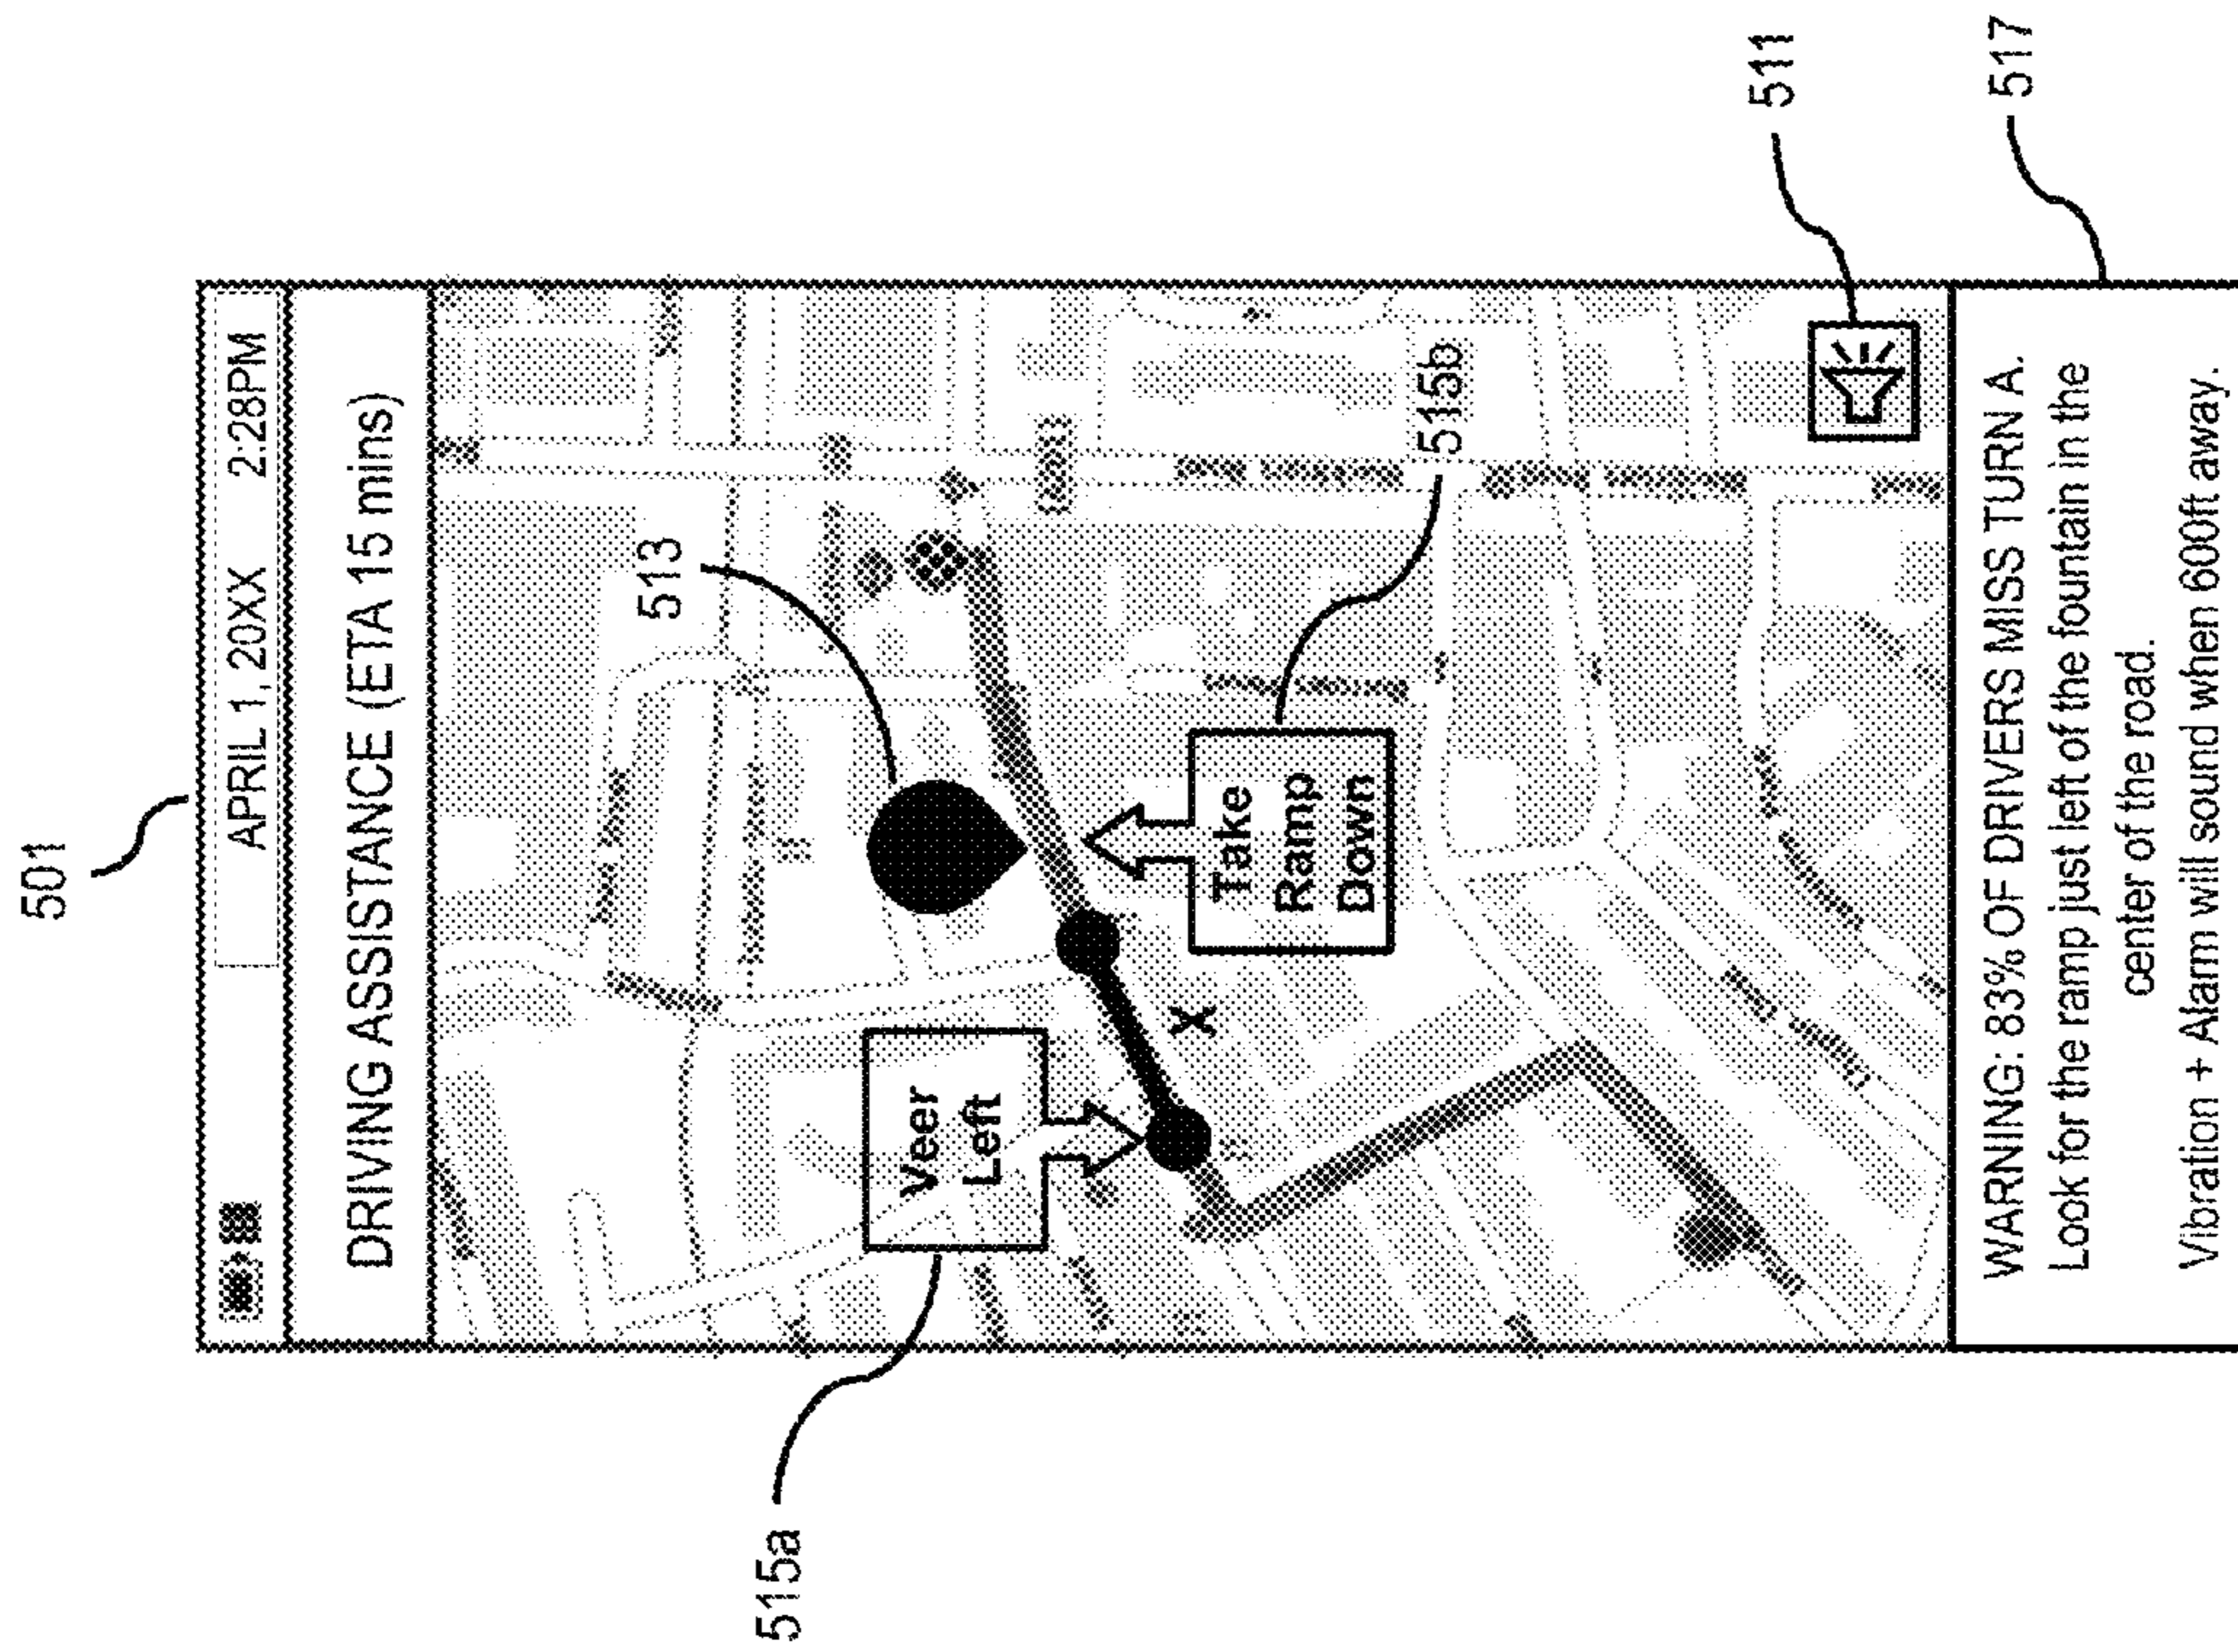 501
APRIL 1, 20XX 2:28PM
DRIVING ASSISTANCE (ETA 15 mins)
513
515a
Veer
Left
X
Take
Ramp
Down
515b
511
WARNING: 83% OF DRIVERS MISS TURN A.
Look for the ramp just left of the fountain in the
center of the road.
Vibration + Alarm will sound when 600ft away.
517